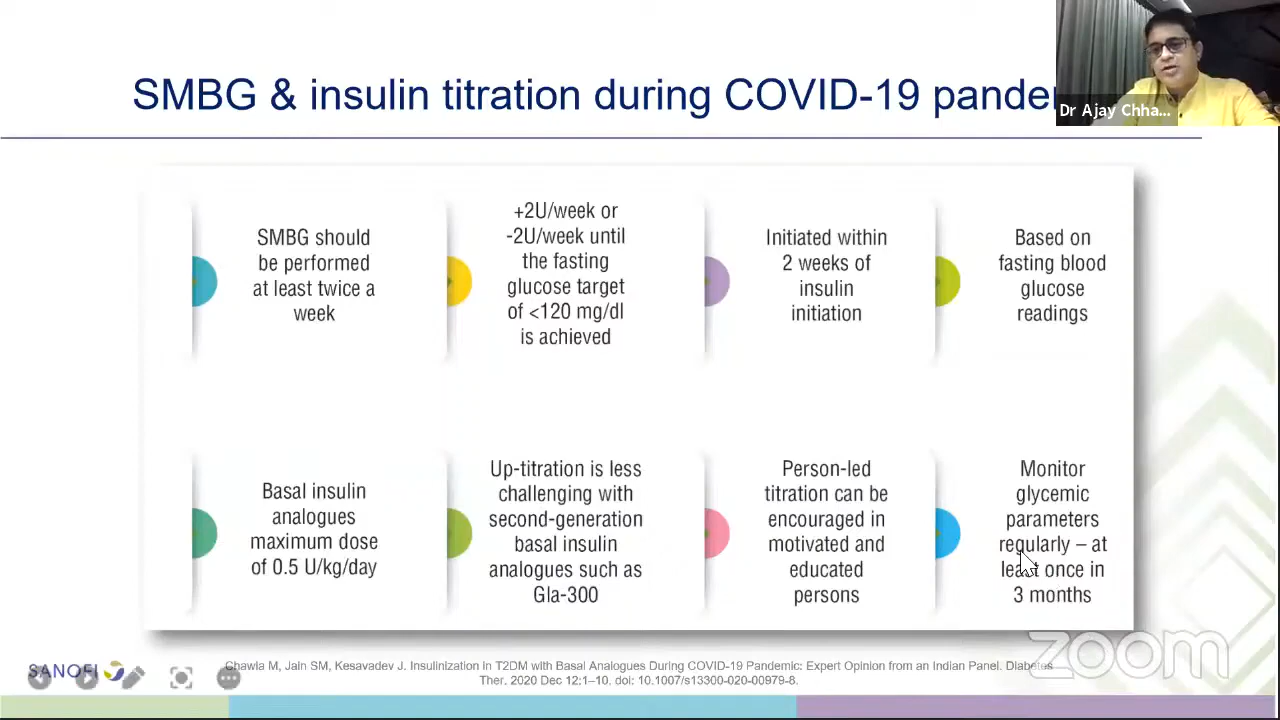 SMBG & insulin titration during COVID-19 pande
Dr Ajay Chha...
SMBG should
be performed
at least twice a
week
+2U/week or
-2U/week until
the fasting
glucose target
of <120 mg/dl
is achieved
Initiated within
2 weeks of
insulin
initiation
Based on
fasting blood
glucose
readings
Basal insulin
analogues
maximum dose
of 0.5 U/kg/day
Up-titration is less
challenging with
second-generation
basal insulin
analogues such as
Gla-300
Person-led
titration can be
encouraged in
motivated and
educated
persons
Monitor
glycemic
parameters
regularly – at
least once in
3 months
zoom
SANOFI
Chawla M, Jain SM, Kesavadev J. Insulinization in T2DM with Basal Analogues During COVID-19 Pandemic: Expert Opinion from an Indian Panel. Diabetes
Ther. 2020 Dec 12:1–10. doi: 10.1007/s13300-020-00979-8.